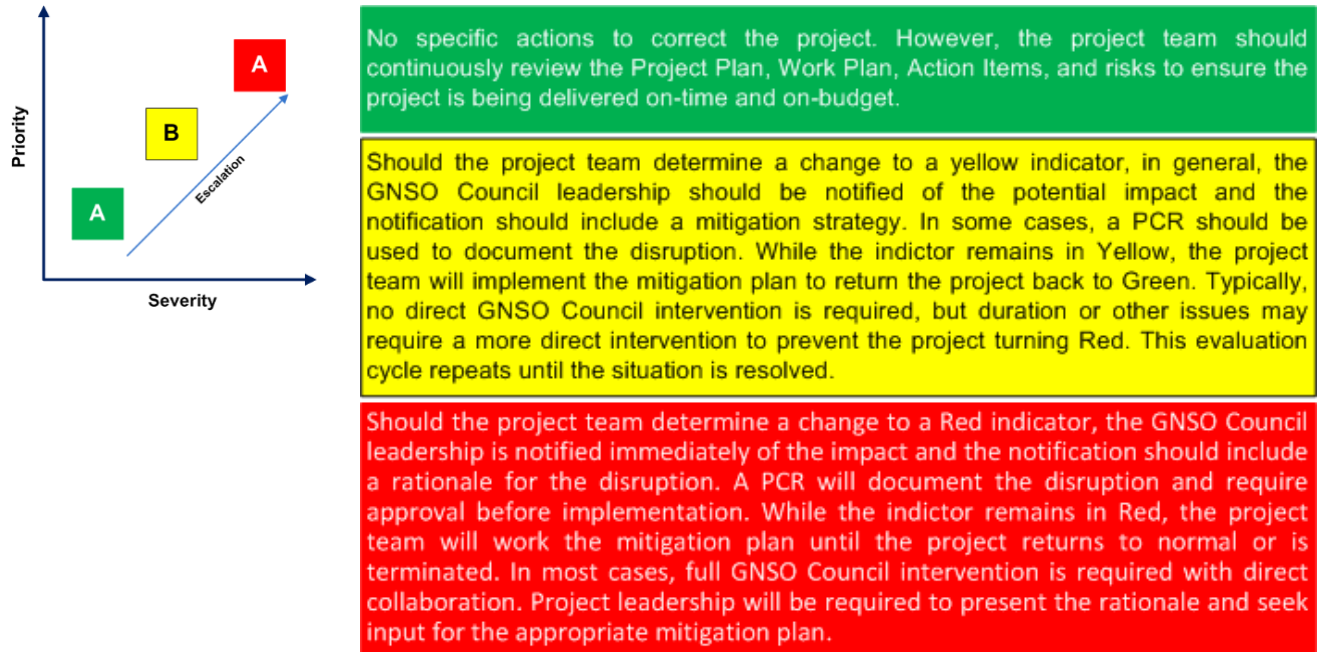 A
B
A
Priority
Escalation
Severity
No specific actions to correct the project. However, the project team should
continuously review the Project Plan, Work Plan, Action Items, and risks to ensure the
project is being delivered on-time and on-budget.
Should the project team determine a change to a yellow indicator, in general, the
GNSO Council leadership should be notified of the potential impact and the
notification should include a mitigation strategy. In some cases, a PCR should be
used to document the disruption. While the indictor remains in Yellow, the project
team will implement the mitigation plan to return the project back to Green. Typically,
no direct GNSO Council intervention is required, but duration or other issues may
require a more direct intervention to prevent the project turning Red. This evaluation
cycle repeats until the situation is resolved.
Should the project team determine a change to a Red indicator, the GNSO Council
leadership is notified immediately of the impact and the notification should include
a rationale for the disruption. A PCR will document the disruption and require
approval before implementation. While the indictor remains in Red, the project
team will work the mitigation plan until the project returns to normal or is
terminated. In most cases, full GNSO Council intervention is required with direct
collaboration. Project leadership will be required to present the rationale and seek
input for the appropriate mitigation plan.